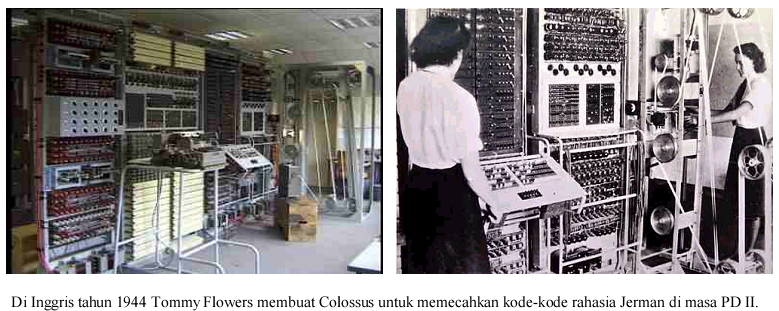 Di Inggris tahun 1944 Tommy Flowers membuat Colossus untuk memecahkan kode-kode rahasia Jerman di masa PD II.